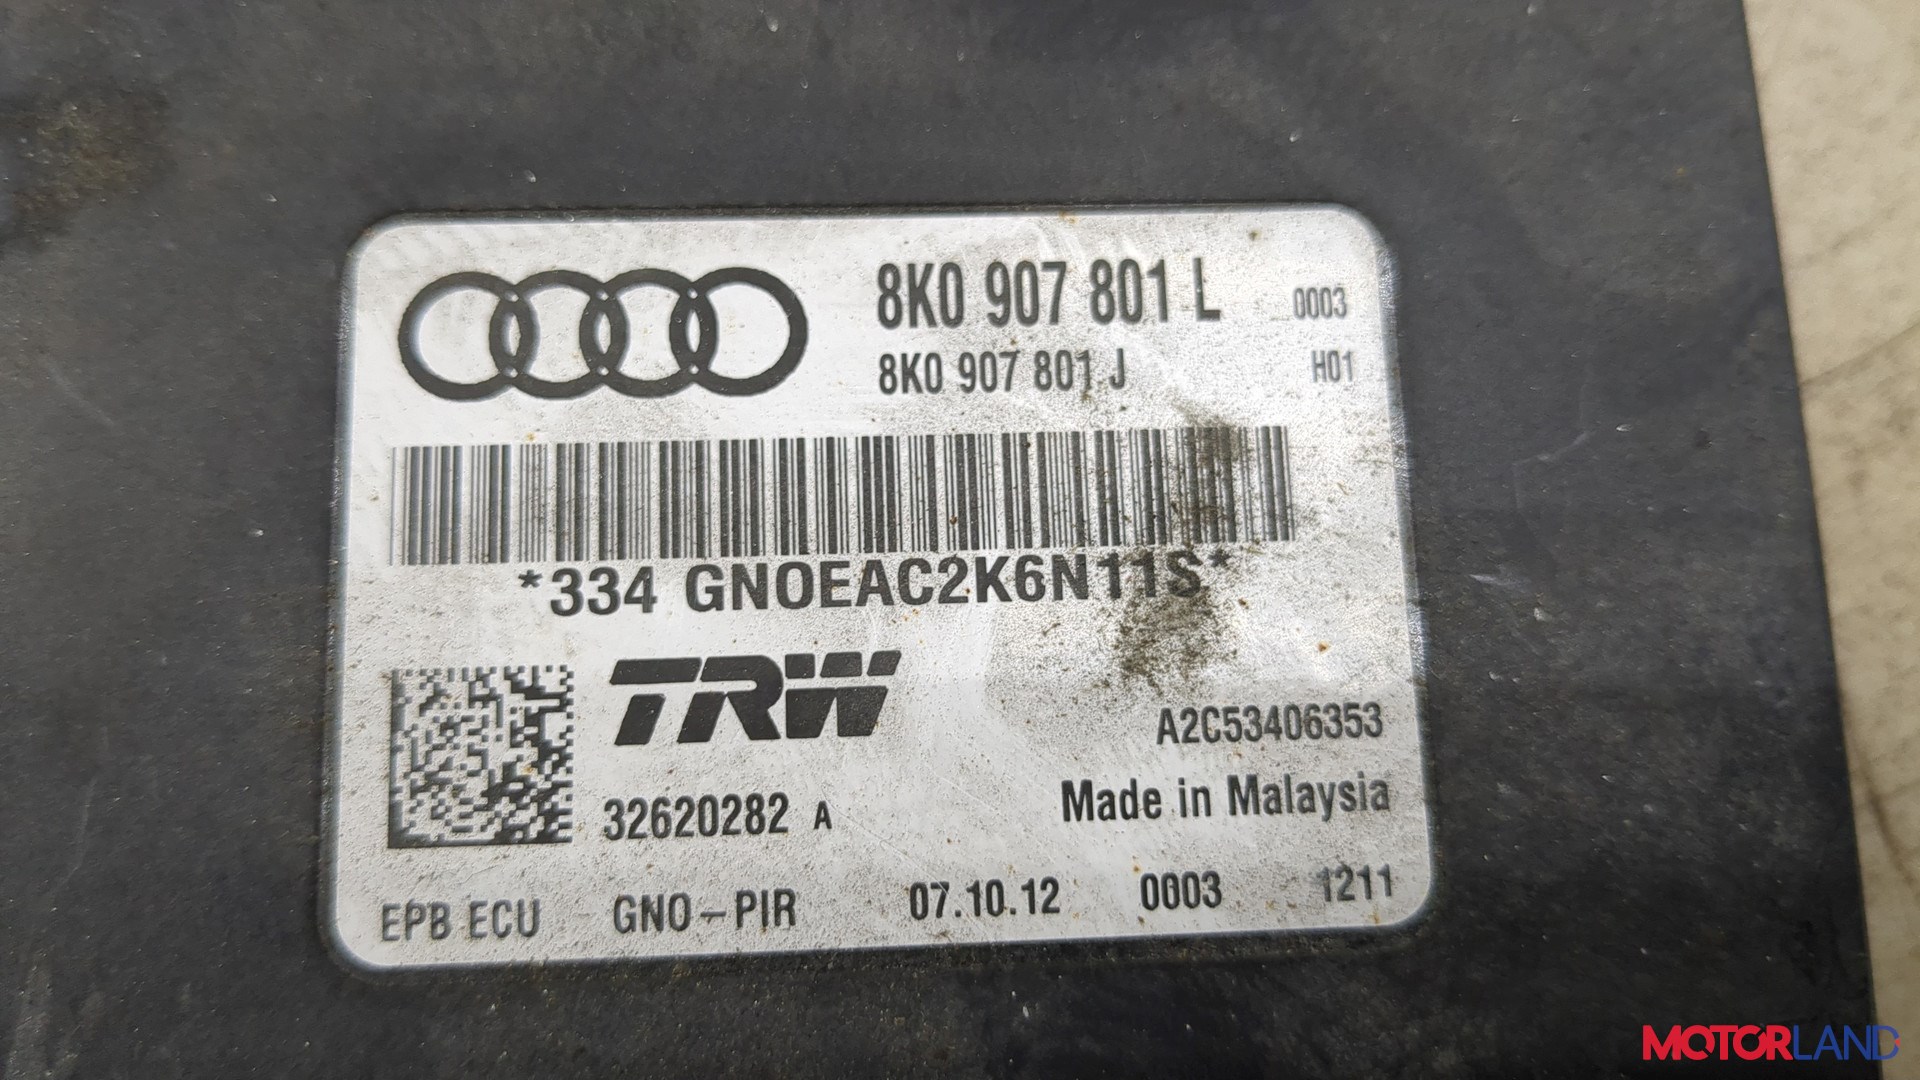 8K0 907 801 L 0003
8K0 907 801 J H01
*334 GNOEAC2K6N11S*
TRW
A2C53406353
32620282 A Made in Malaysia
EPB ECU GNO-PIR 07.10.12 0003 1211
MOTORLAND